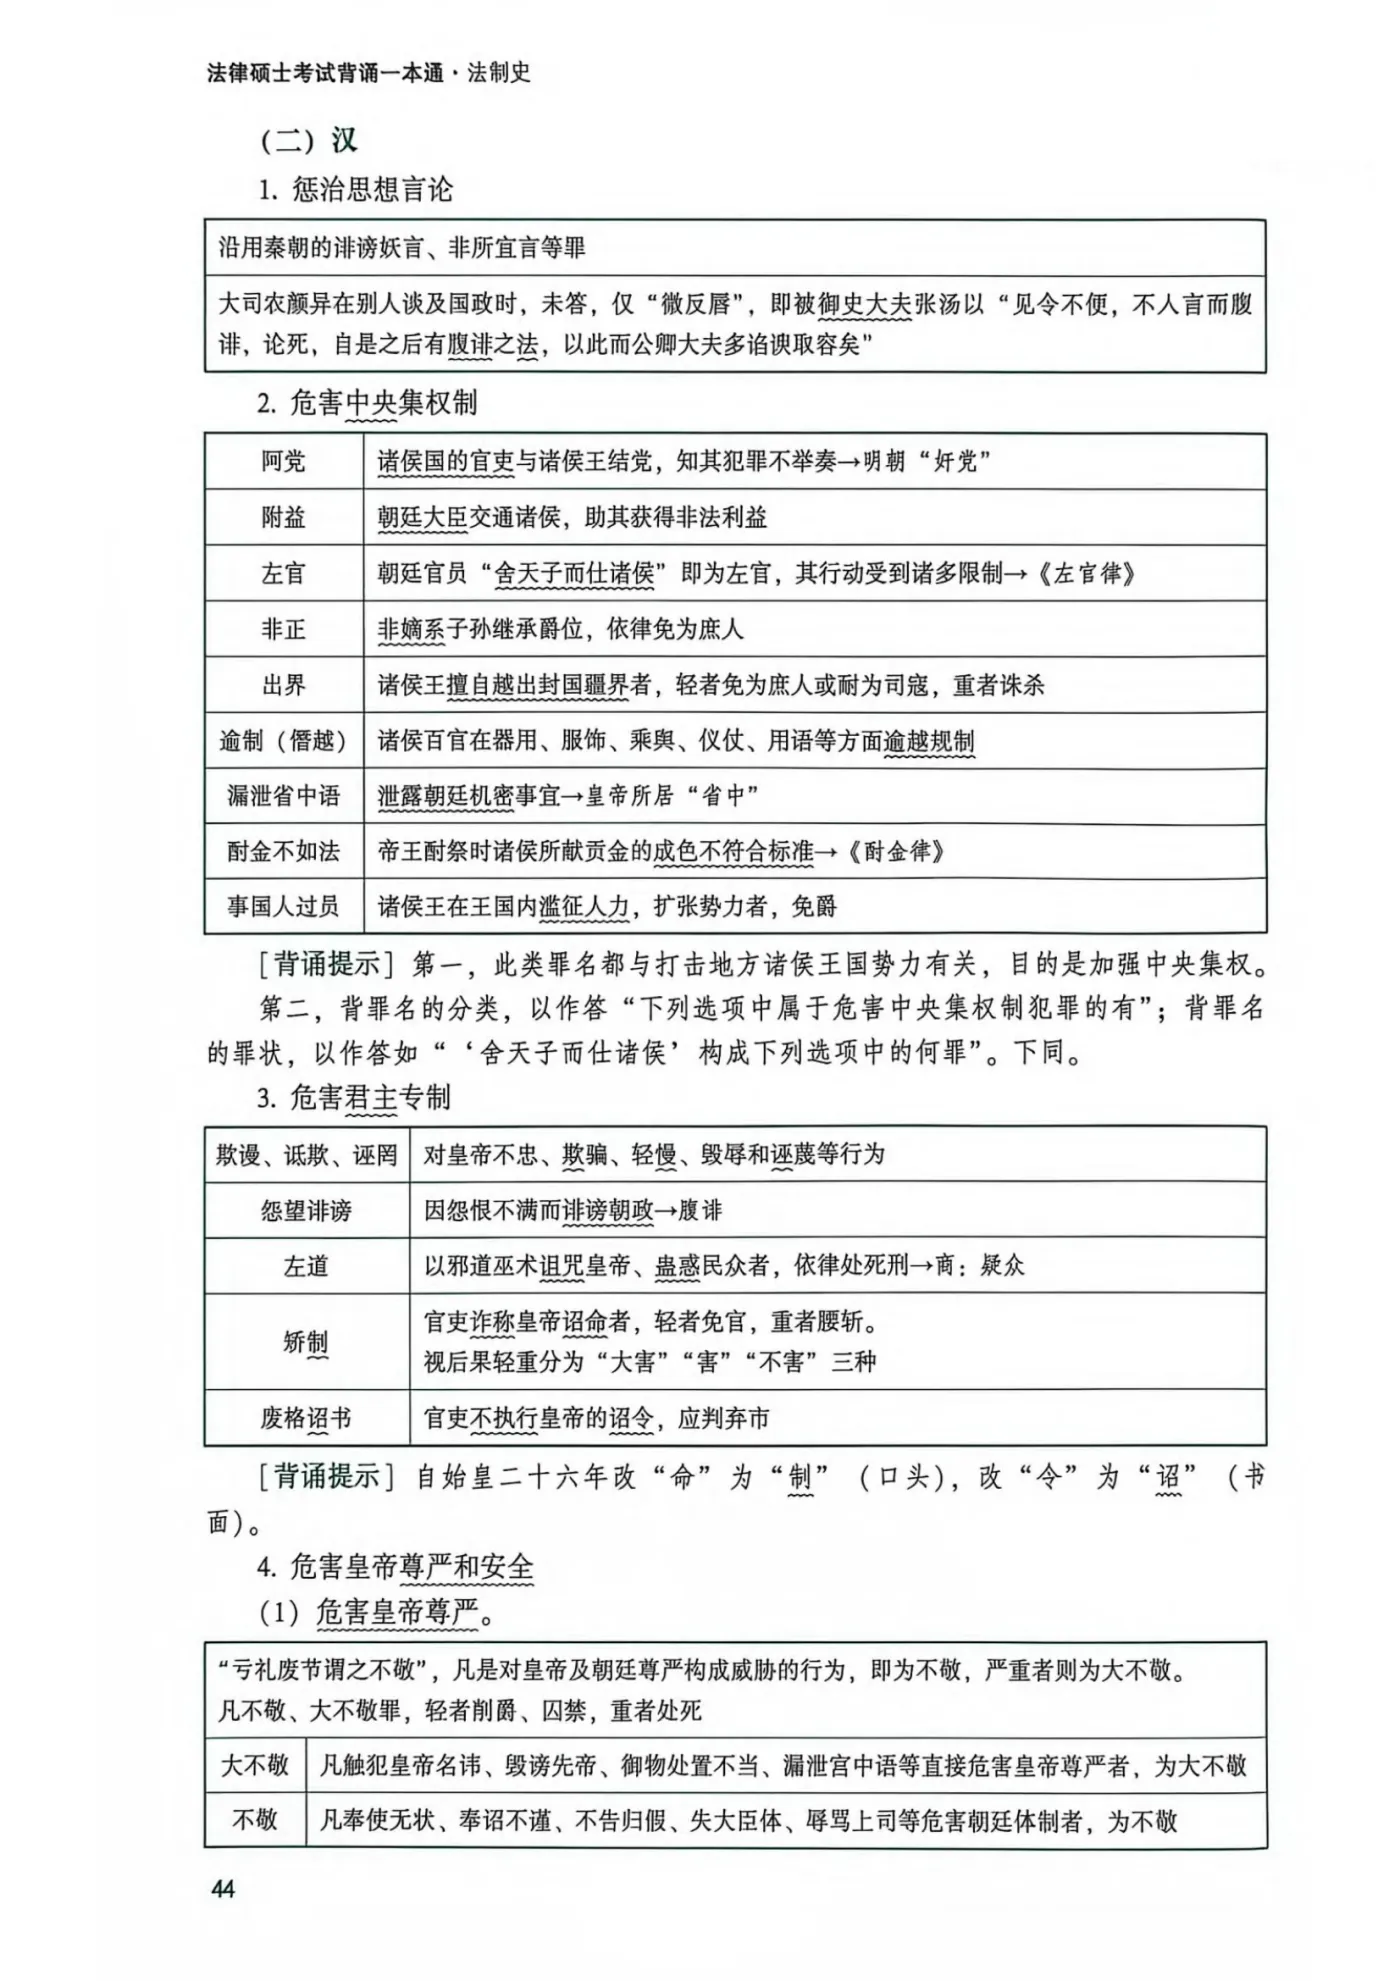 法律硕士考试背诵一本通·法制史
（二）汉
1. 惩治思想言论
沿用秦朝的诽谤妖言、非所宜言等罪
大司农颜异在别人谈及国政时，未答，仅“微反唇”，即被御史大夫张汤以“见令不便，不入言而腹
诽，论死，自是之后有腹诽之法，以此而公卿大夫多谄谀取容矣”
2. 危害中央集权制
阿党 诸侯国的官吏与诸侯王结党，知其犯罪不举奏→明朝“奸党”
附益 朝廷大臣交通诸侯，助其获得非法利益
左官 朝廷官员“舍天子而仕诸侯”即为左官，其行动受到诸多限制→《左官律》
非正 非嫡系子孙继承爵位，依律免为庶人
出界 诸侯王擅自越出封国疆界者，轻者免为庶人或耐为司寇，重者诛杀
逾制（僭越） 诸侯百官在器用、服饰、乘舆、仪仗、用语等方面逾越规制
漏泄省中语 泄露朝廷机密事宜→皇帝所居“省中”
酎金不如法 帝王酎祭时诸侯所献贡金的成色不符合标准→《酎金律》
事国人过员 诸侯王在王国内滥征人力，扩张势力者，免爵
［背诵提示］第一，此类罪名都与打击地方诸侯王国势力有关，目的是加强中央集权。
第二，背罪名的分类，以作答“下列选项中属于危害中央集权制犯罪的有”；背罪名
的罪状，以作答如“‘舍天子而仕诸侯’构成下列选项中的何罪”。下同。
3. 危害君主专制
欺谩、诋欺、诬罔 对皇帝不忠、欺骗、轻慢、毁辱和诬蔑等行为
怨望诽谤 因怨恨不满而诽谤朝政→腹诽
左道 以邪道巫术诅咒皇帝、蛊惑民众者，依律处死刑→商：疑众
矫制 官吏诈称皇帝诏命者，轻者免官，重者腰斩。
视后果轻重分为“大害”“害”“不害”三种
废格诏书 官吏不执行皇帝的诏令，应判弃市
［背诵提示］自始皇二十六年改“命”为“制”（口头），改“令”为“诏”（书
面）。
4. 危害皇帝尊严和安全
（1）危害皇帝尊严。
“亏礼废节谓之不敬”，凡是对皇帝及朝廷尊严构成威胁的行为，即为不敬，严重者则为大不敬。
凡不敬、大不敬罪，轻者削爵、囚禁，重者处死
大不敬 凡触犯皇帝名讳、毁谤先帝、御物处置不当、漏泄宫中语等直接危害皇帝尊严者，为大不敬
不敬 凡奉使无状、奉诏不谨、不告归假、失大臣体、辱骂上司等危害朝廷体制者，为不敬
44